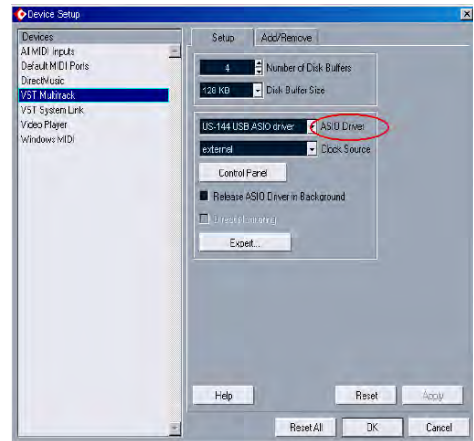 Device Setup
Devices
All MIDI Inputs
Default MIDI Ports
DirectMusic
VST Multitrack
VST System Link
Video Player
Windows MIDI
Setup
Add/Remove
4 Number of Disk Buffers
128 KB Disk Buffer Size
US-144 USB ASIO driver ASIO Driver
external Clock Source
Control Panel
Release ASIO Driver in Background
Direct Monitoring
Expert...
Help
Reset
Apply
Reset All
OK
Cancel